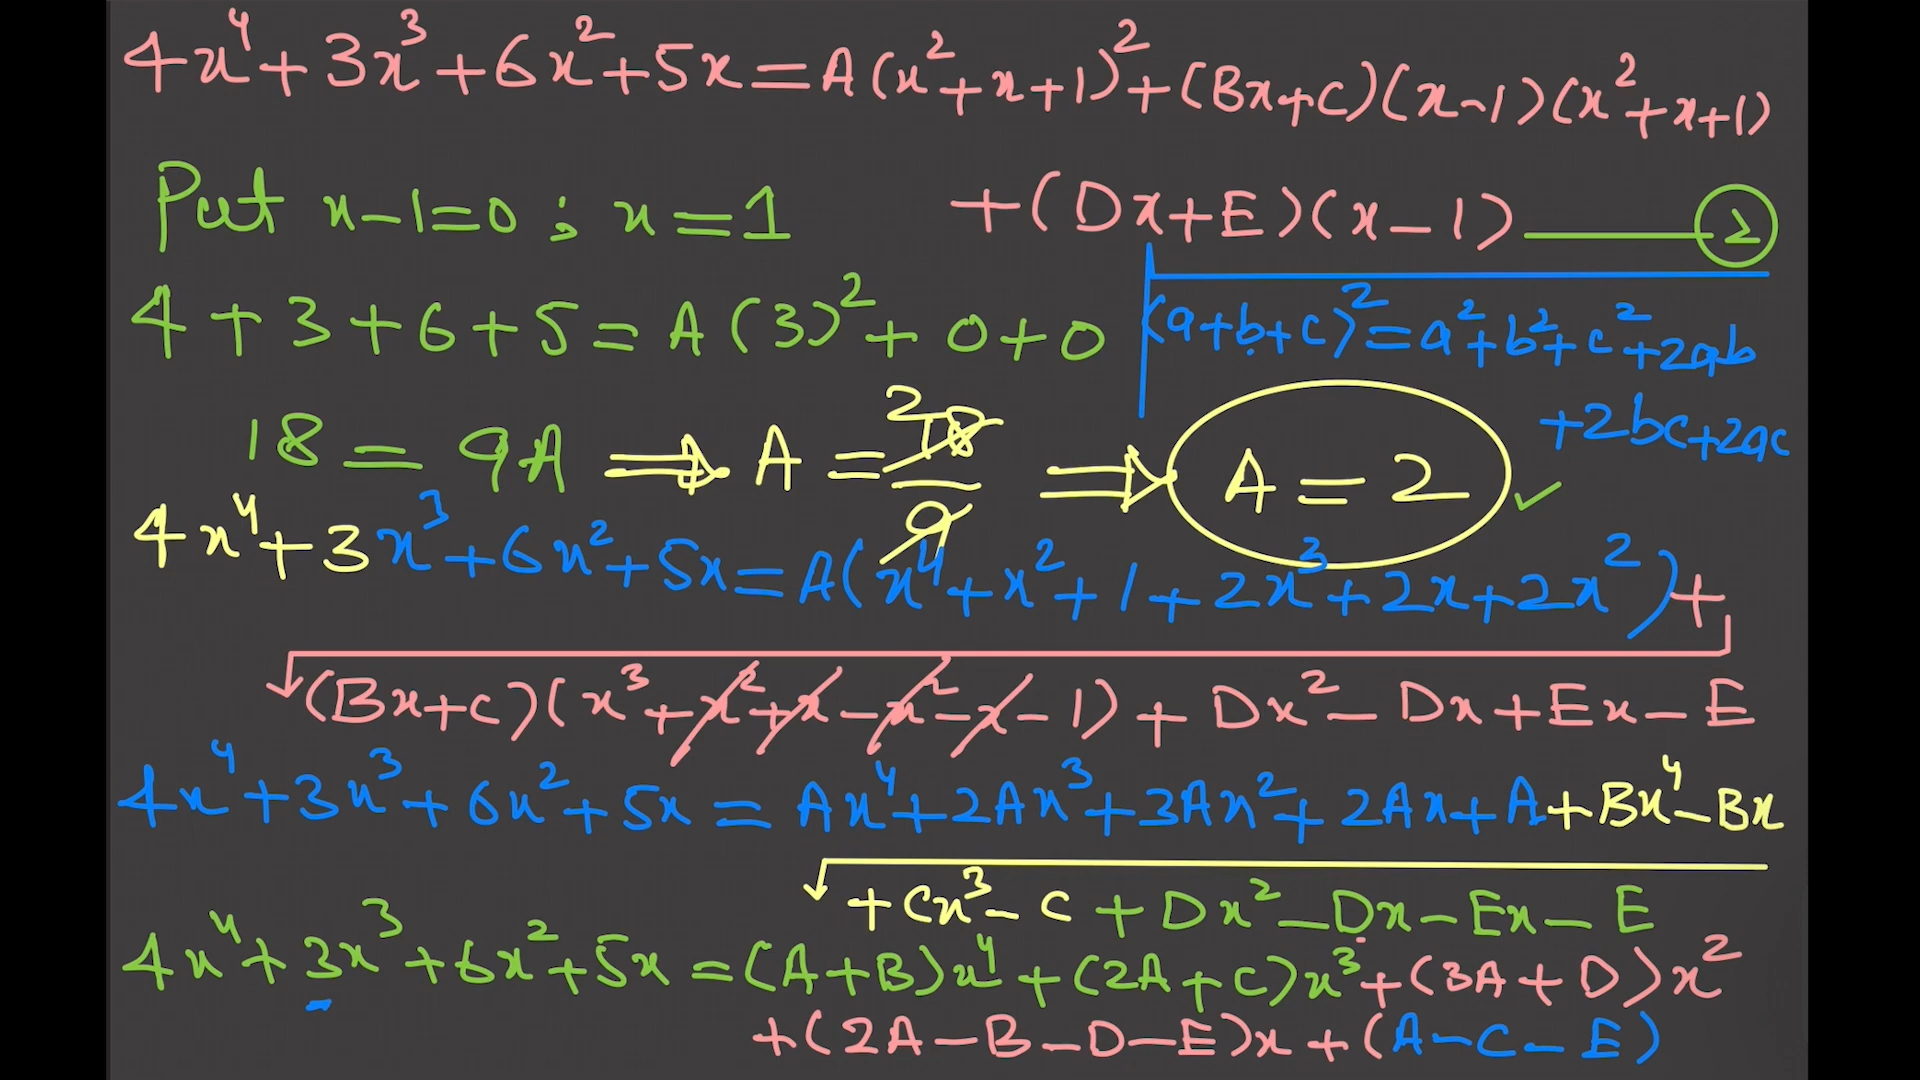 4x⁴+3x³+6x²+5x=A(x²+x+1)²+(Bx+C)(x-1)(x²+x+1)
+(Dx+E)(x-1) ——— ②
Put x-1=0 ; x=1
4+3+6+5=A(3)²+0+0
(a+b+c)²=a²+b²+c²+2ab
+2bc+2ac
18=9A ⟹ A=18/9 2 ⟹ A=2 ✓
4x⁴+3x³+6x²+5x=A(x⁴+x²+1+2x³+2x+2x²)+
(Bx+C)(x³+x²+x-x²-x-1)+Dx²-Dx+Ex-E
4x⁴+3x³+6x²+5x=Ax⁴+2Ax³+3Ax²+2Ax+A+Bx⁴-Bx
+Cx³-C+Dx²-Dx-Ex-E
4x⁴+3x³+6x²+5x=(A+B)x⁴+(2A+C)x³+(3A+D)x²
+(2A-B-D-E)x+(A-C-E)